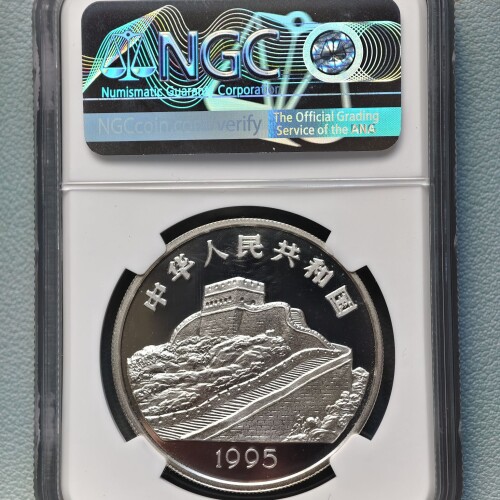 NGC
Numismatic Guaranty Corporation
NGCcoin.com/verify
The Official Grading
Service of the ANA
中华人民共和国
1995